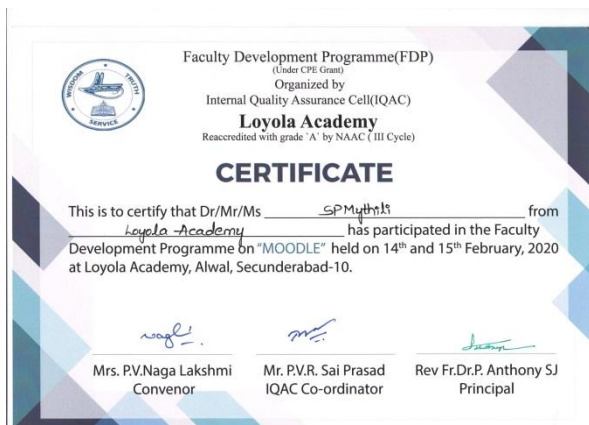 WISDOM TRUTH
SERVICE
Faculty Development Programme(FDP)
(Under CPE Grant)
Organized by
Internal Quality Assurance Cell(IQAC)
Loyola Academy
Reaccredited with grade `A' by NAAC ( III Cycle)
CERTIFICATE
This is to certify that Dr/Mr/Ms SPMythili from
Loyola Academy has participated in the Faculty
Development Programme on "MOODLE" held on 14th and 15th February, 2020
at Loyola Academy, Alwal, Secunderabad-10.
Mrs. P.V.Naga Lakshmi Mr. P.V.R. Sai Prasad Rev Fr.Dr.P. Anthony SJ
Convenor IQAC Co-ordinator Principal